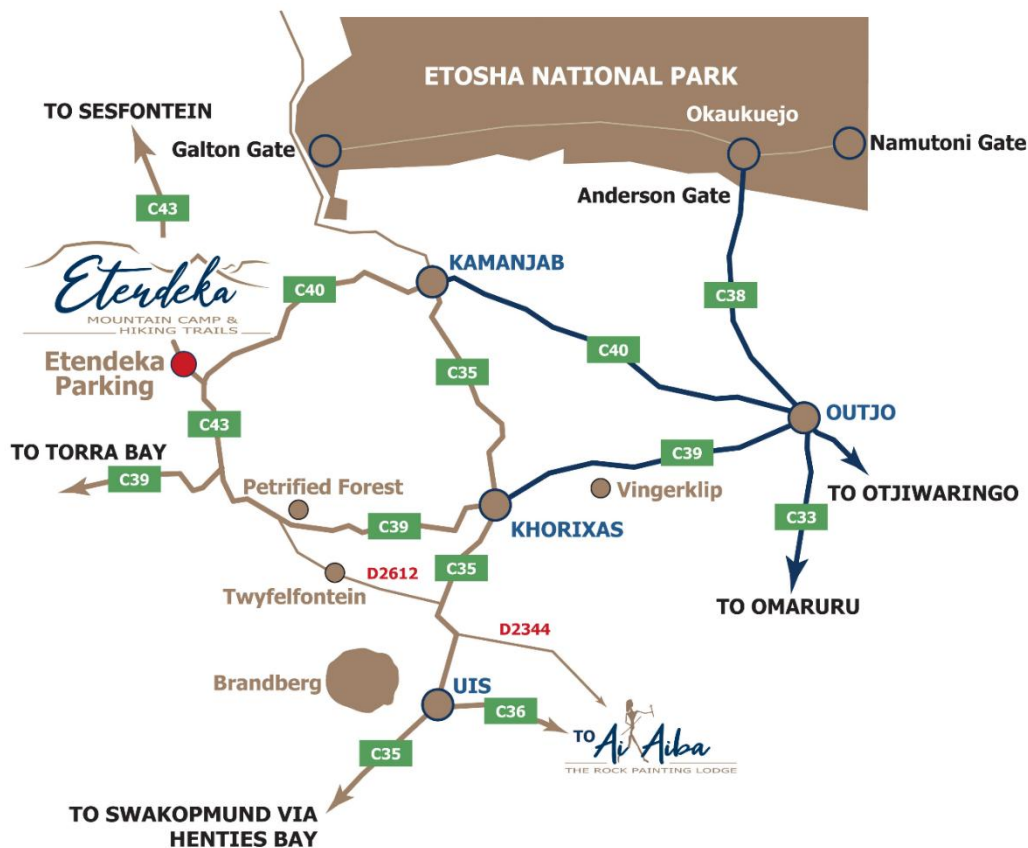 ETOSHA NATIONAL PARK
TO SESFONTEIN
Okaukuejo
Galton Gate
Namutoni Gate
Anderson Gate
C43
Etendeka
MOUNTAIN CAMP &
HIKING TRAILS
KAMANJAB
C40
C38
C40
Etendeka
Parking
C35
C43
OUTJO
TO TORRA BAY
C39
C39
Petrified Forest
Vingerklip
TO OTJIWARINGO
KHORIXAS
C39
C33
C35
D2612
Twyfelfontein
TO OMARURU
D2344
Brandberg
UIS
C36
TO
Ai Aiba
THE ROCK PAINTING LODGE
C35
TO SWAKOPMUND VIA
HENTIES BAY